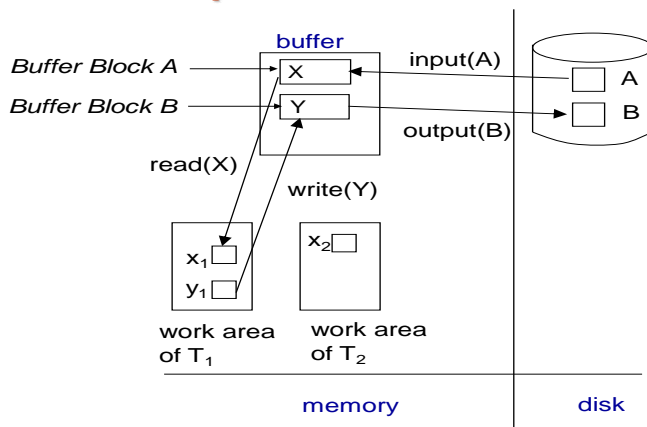 buffer
Buffer Block A
X
input(A)
A
Buffer Block B
Y
output(B)
B
read(X)
write(Y)
x₁
y₁
x₂
work area
of T₁
work area
of T₂
memory
disk